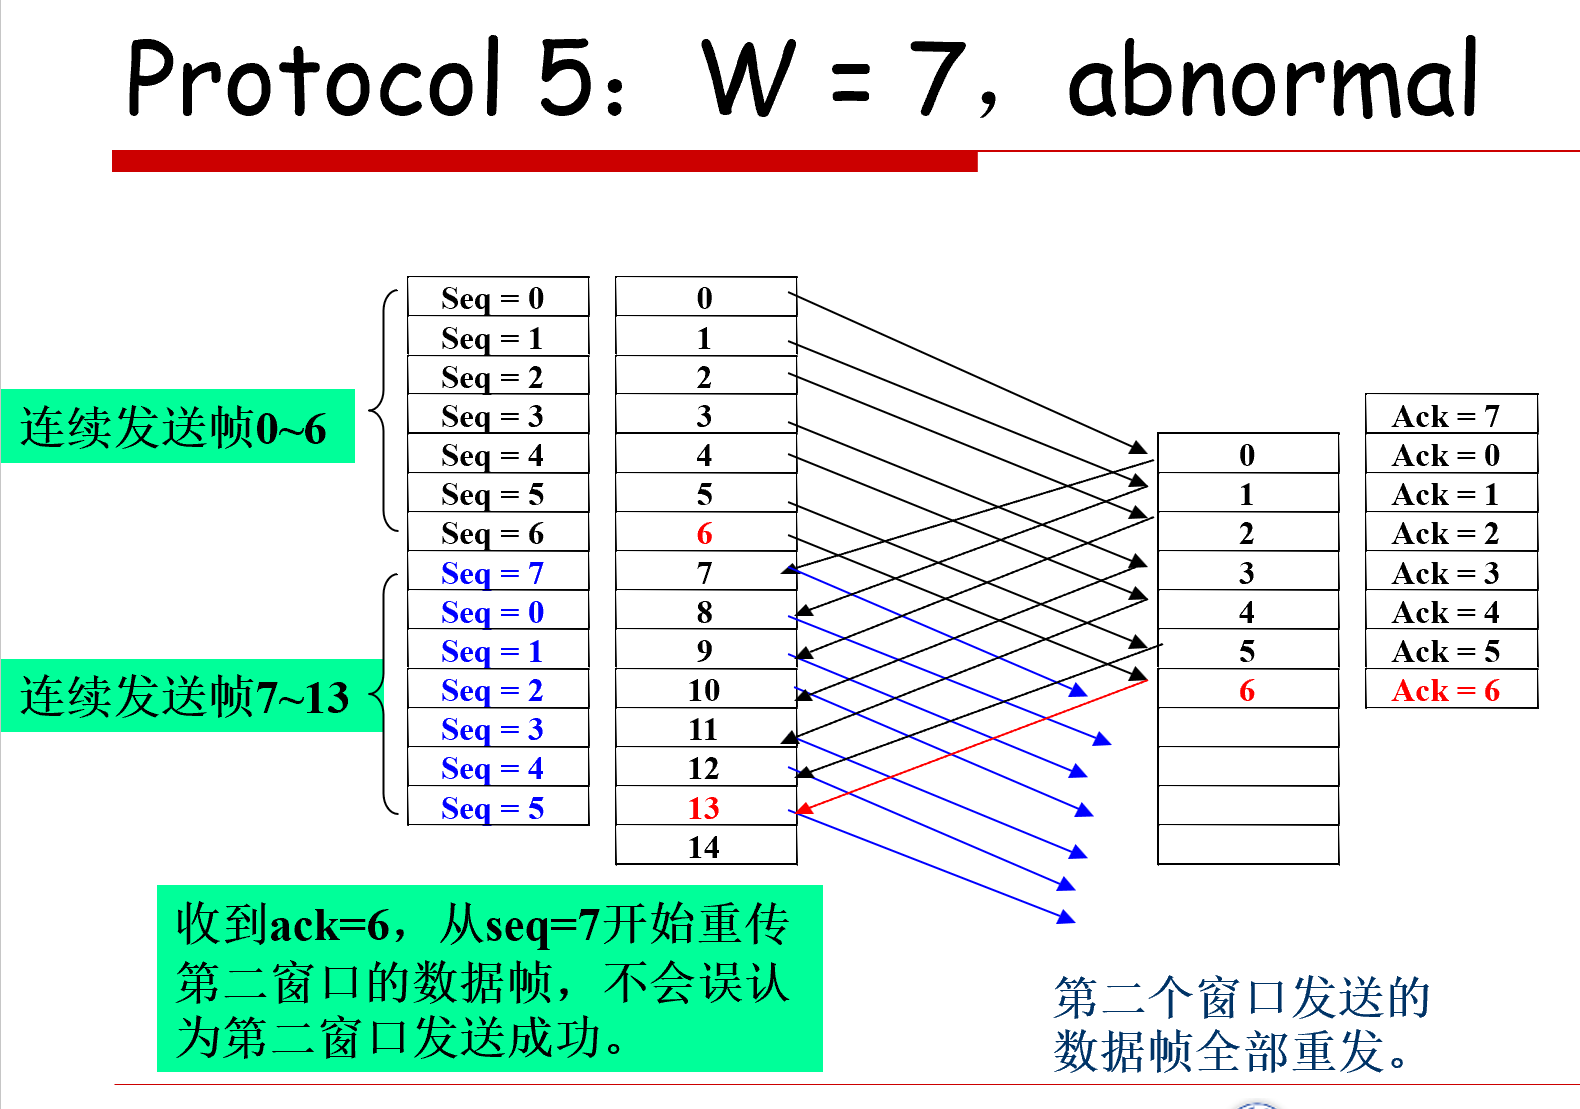 Protocol 5: W = 7，abnormal
连续发送帧0~6
连续发送帧7~13
Seq = 0
Seq = 1
Seq = 2
Seq = 3
Seq = 4
Seq = 5
Seq = 6
Seq = 7
Seq = 0
Seq = 1
Seq = 2
Seq = 3
Seq = 4
Seq = 5
0
1
2
3
4
5
6
7
8
9
10
11
12
13
14
0
1
2
3
4
5
6
Ack = 7
Ack = 0
Ack = 1
Ack = 2
Ack = 3
Ack = 4
Ack = 5
Ack = 6
收到ack=6，从seq=7开始重传
第二窗口的数据帧，不会误认
为第二窗口发送成功。
第二个窗口发送的
数据帧全部重发。